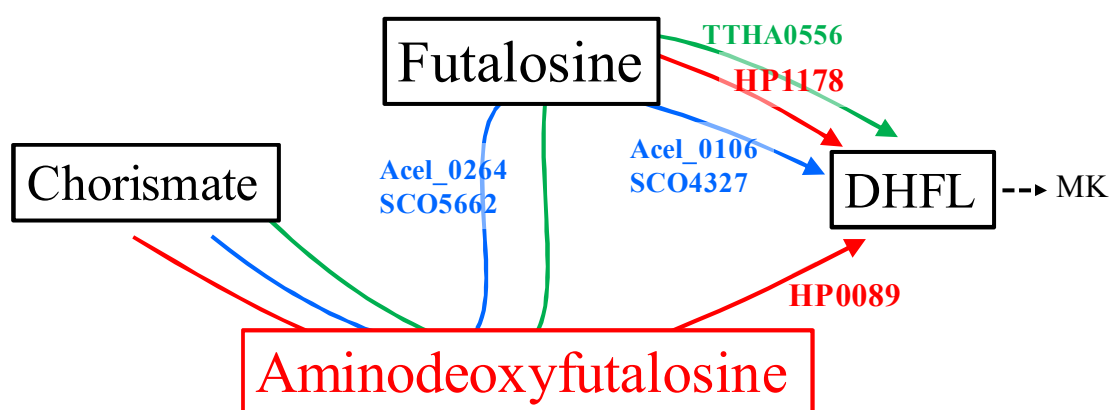 TTHA0556
Futalosine
HP1178
Acel_0106
SCO4327
Acel_0264
SCO5662
Chorismate
DHFL
MK
HP0089
Aminodeoxyfutalosine